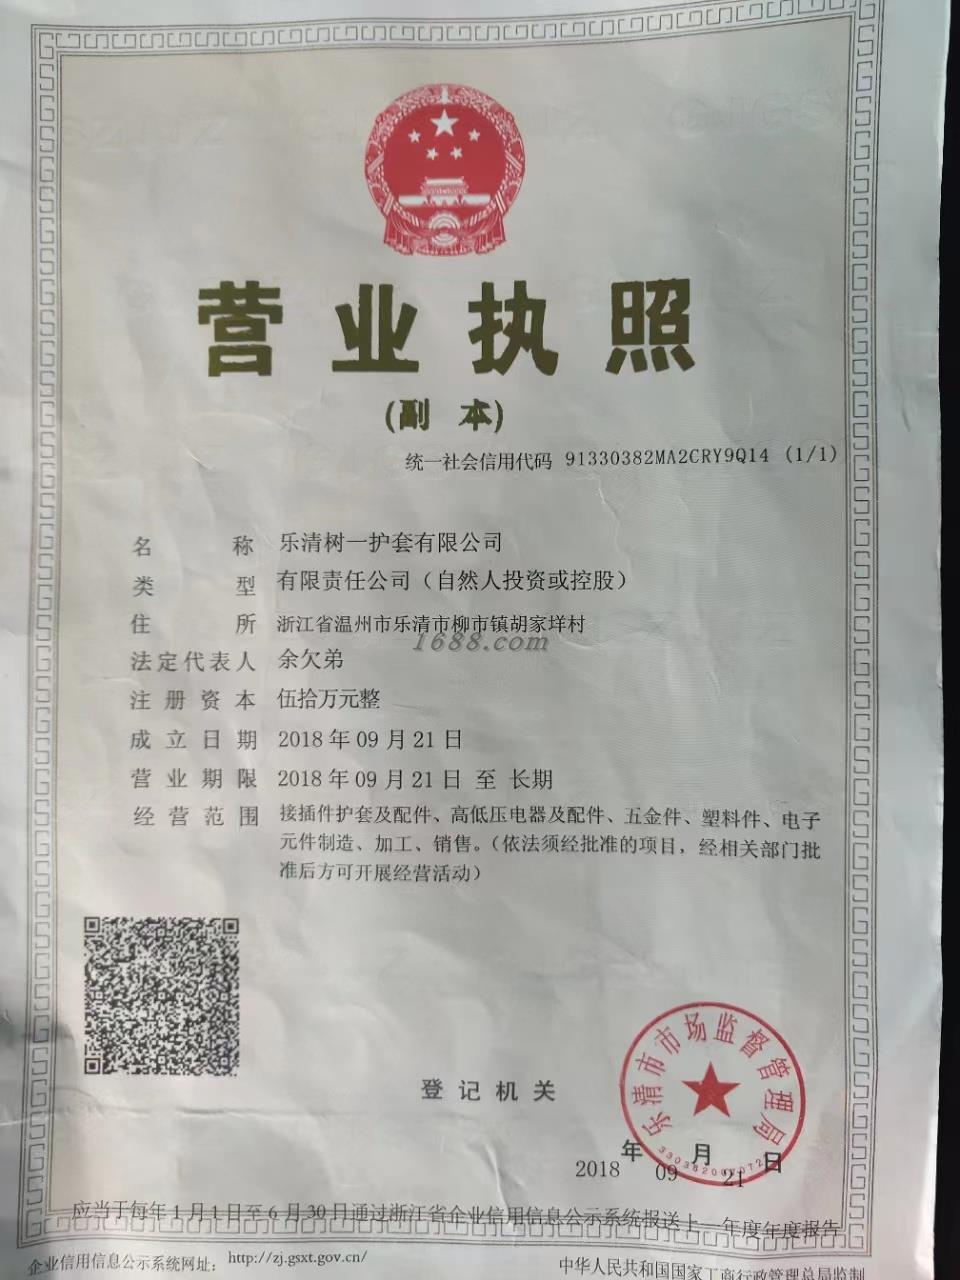 营业执照
(副 本)
统一社会信用代码 91330382MA2CRY9Q14 (1/1)
名 称 乐清树一护套有限公司
类 型 有限责任公司（自然人投资或控股）
住 所 浙江省温州市乐清市柳市镇胡家垟村
1688.com
法定代表人 余欠弟
注册资本 伍拾万元整
成立日期 2018年09月21日
营业期限 2018年09月21日 至 长期
经营范围 接插件护套及配件、高低压电器及配件、五金件、塑料件、电子
元件制造、加工、销售。（依法须经批准的项目，经相关部门批
准后方可开展经营活动）
乐清市市场监督管理局
登记机关
年 月 日
2018 09 21
应当于每年1月1日至6月30日通过浙江省企业信用信息公示系统报送上一年度年度报告
企业信用信息公示系统网址： http://zj.gsxt.gov.cn/
中华人民共和国国家工商行政管理总局监制